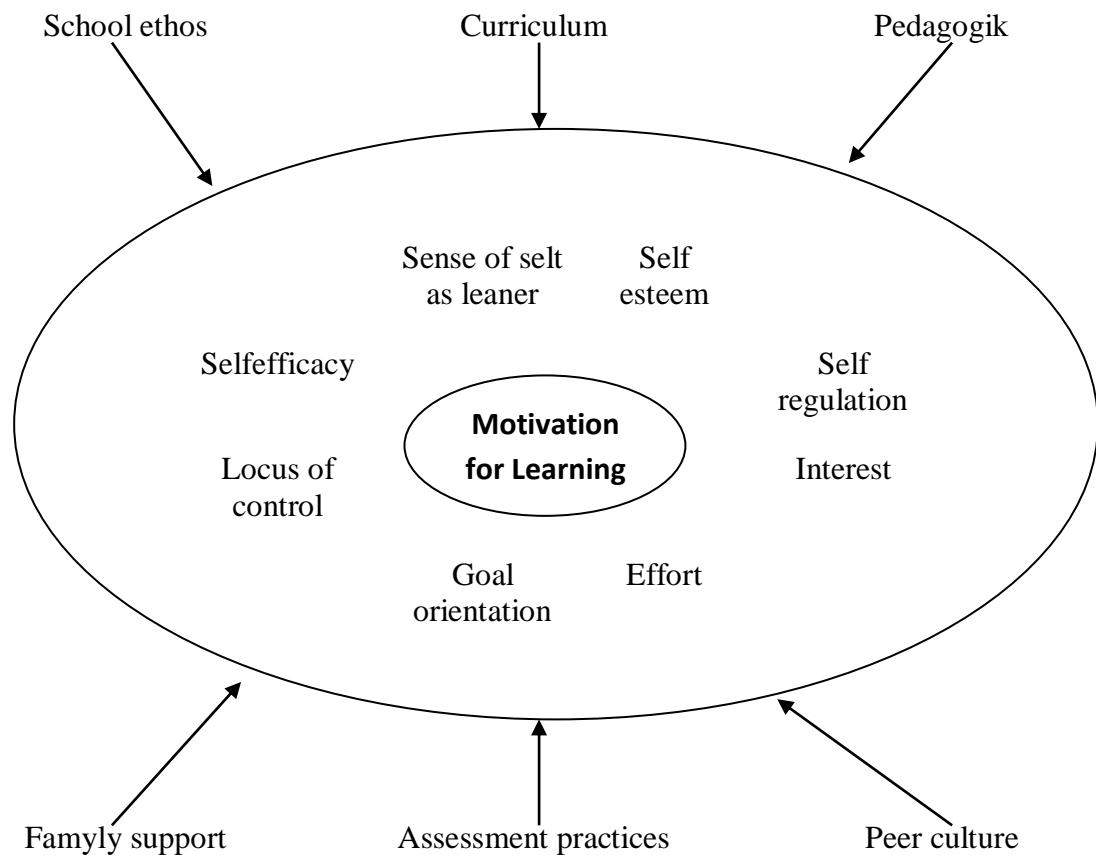 School ethos
Curriculum
Pedagogik
Sense of selt
as leaner
Self
esteem
Selfefficacy
Self
regulation
Motivation
for Learning
Locus of
control
Interest
Goal
orientation
Effort
Famyly support
Assessment practices
Peer culture